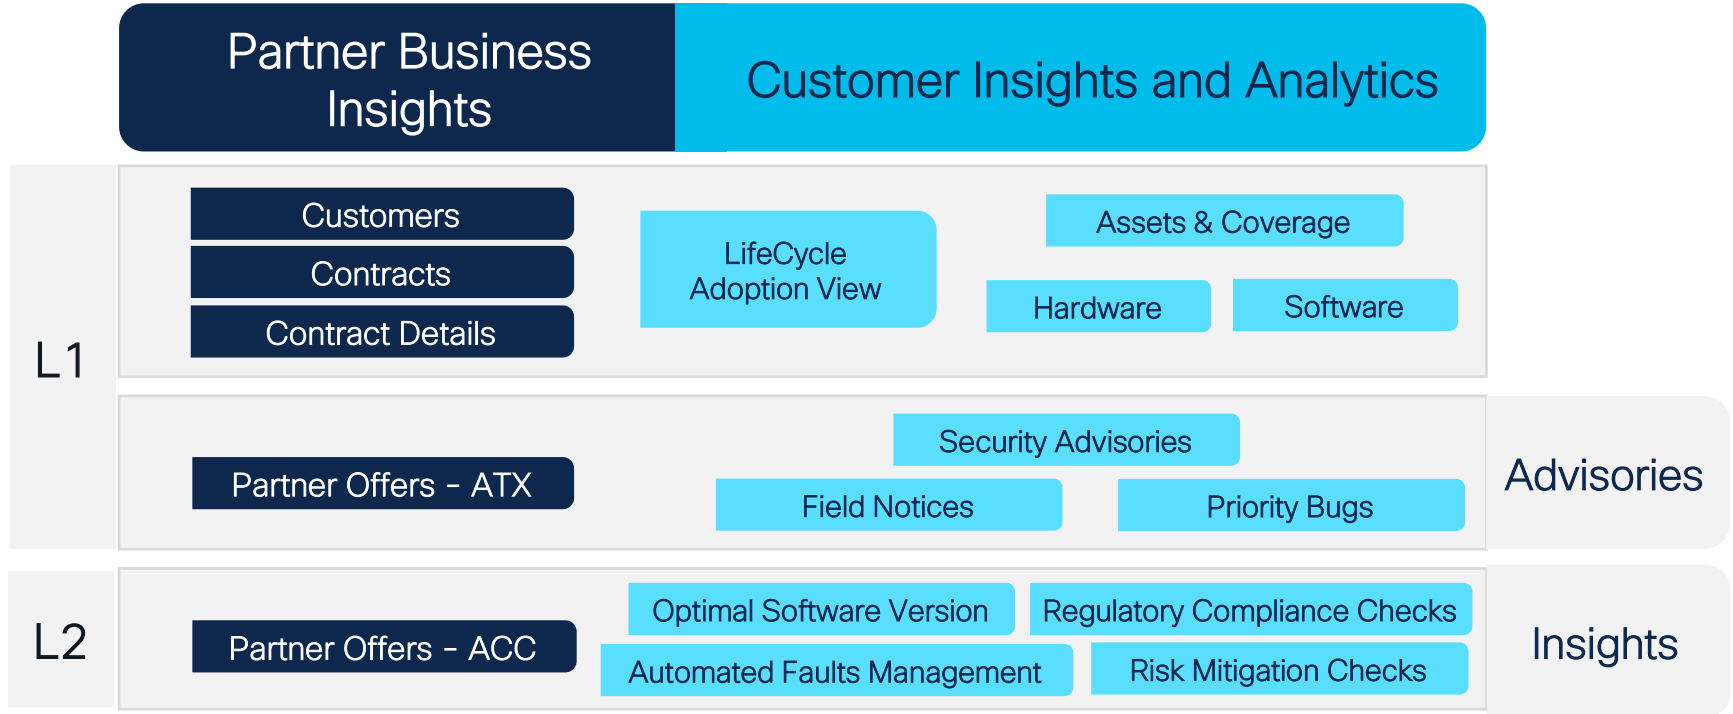 Partner Business
Insights
Customer Insights and Analytics
L1
Customers
Contracts
Contract Details
LifeCycle
Adoption View
Assets & Coverage
Hardware
Software
Partner Offers - ATX
Security Advisories
Field Notices
Priority Bugs
Advisories
L2
Partner Offers - ACC
Optimal Software Version
Regulatory Compliance Checks
Automated Faults Management
Risk Mitigation Checks
Insights